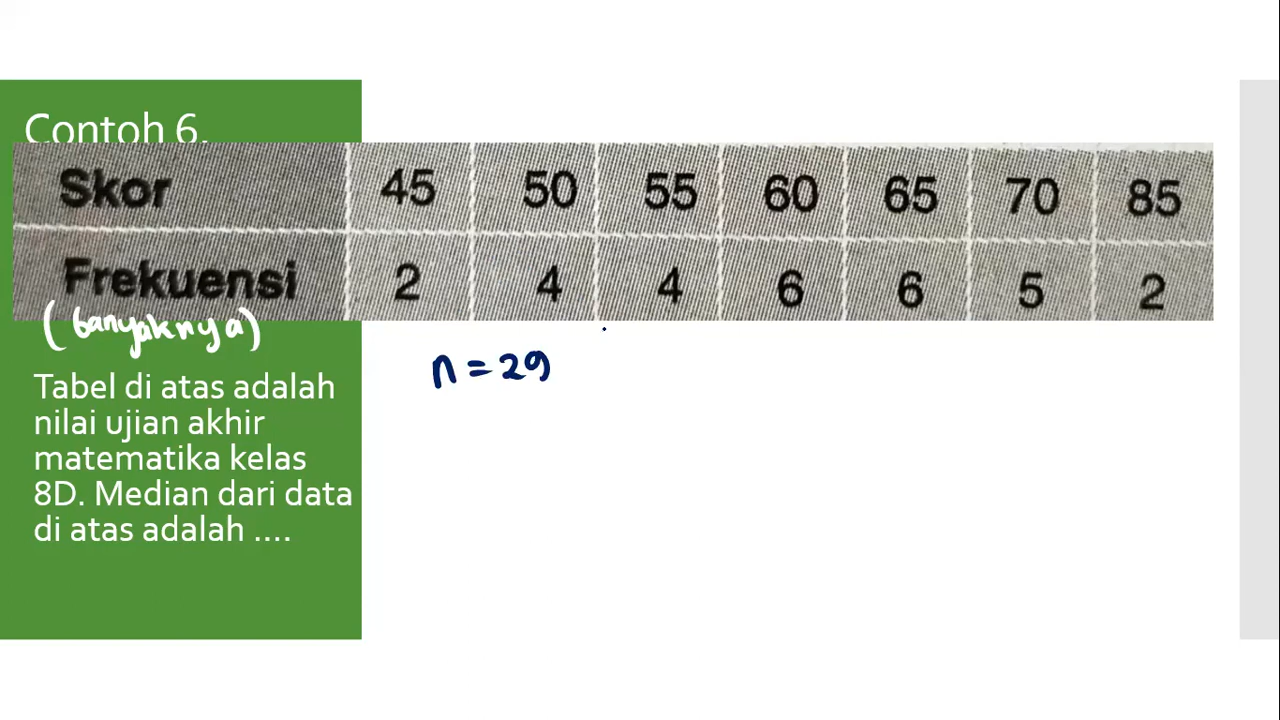 Contoh 6.
Skor 45 50 55 60 65 70 85
Frekuensi 2 4 4 6 6 5 2
(banyaknya)
n = 29
Tabel di atas adalah
nilai ujian akhir
matematika kelas
8D. Median dari data
di atas adalah ....